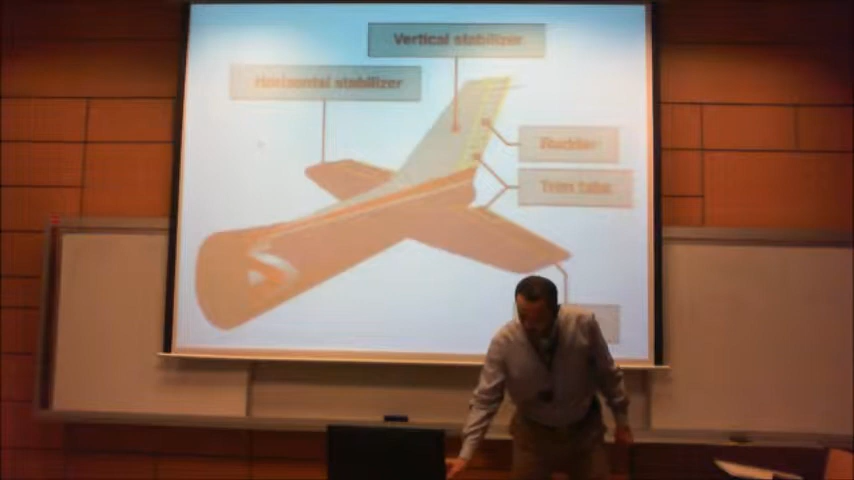 Vertical stabilizer
Horizontal stabilizer
Rudder
Trim tabs